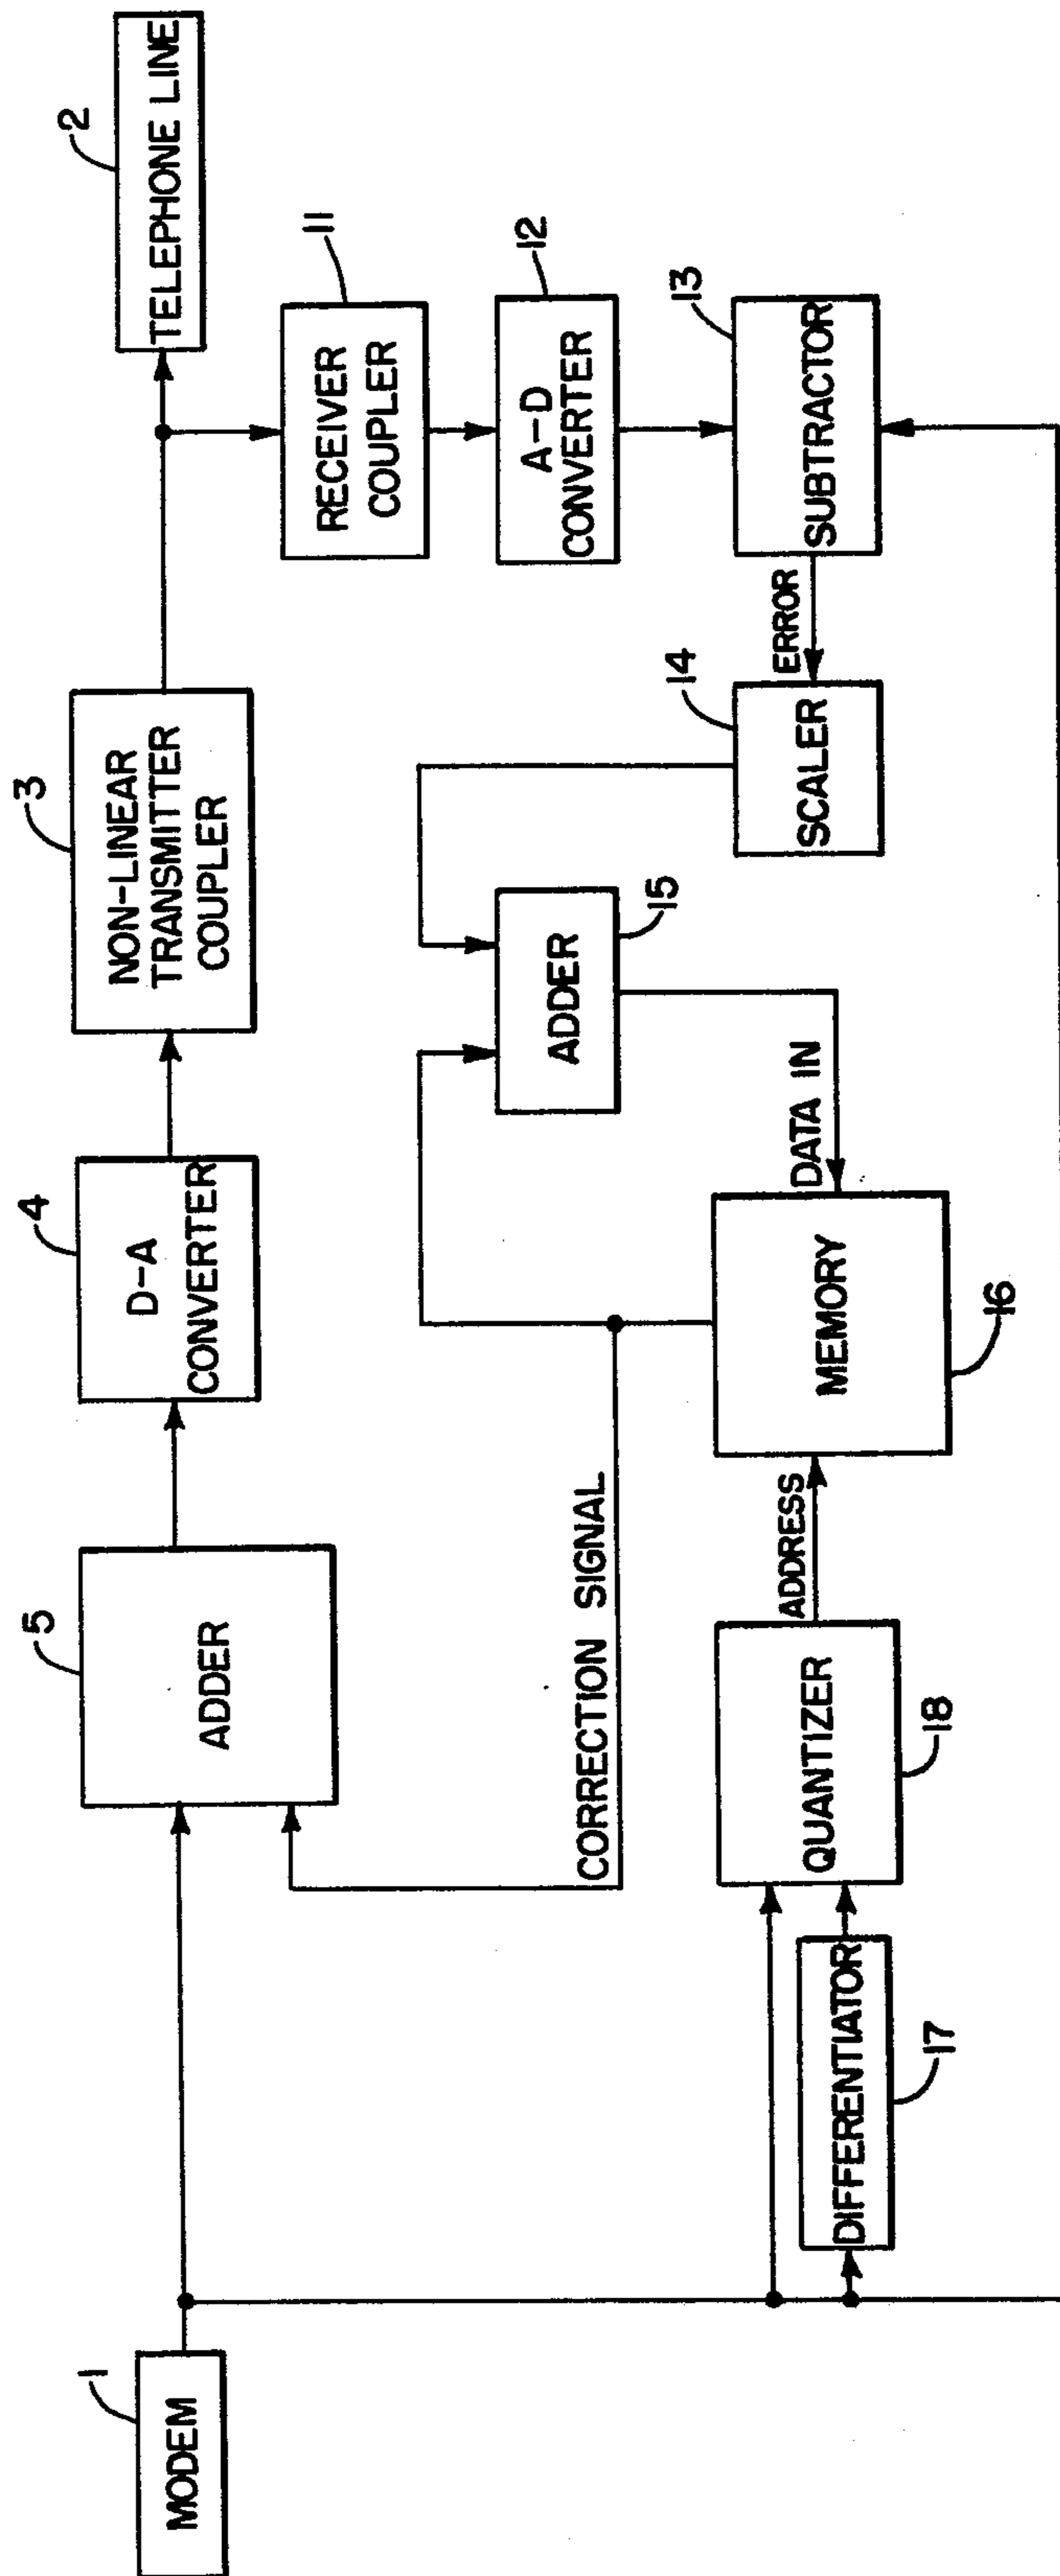 1
MODEM
5
ADDER
4
D-A
CONVERTER
3
NON-LINEAR
TRANSMITTER
COUPLER
2
TELEPHONE LINE
RECEIVER
COUPLER
11
A-D
CONVERTER
12
CORRECTION SIGNAL
ADDER
15
DIFFERENTIATOR
17
QUANTIZER
18
ADDRESS
MEMORY
16
DATA IN
14
SCALER
ERROR
13
SUBTRACTOR